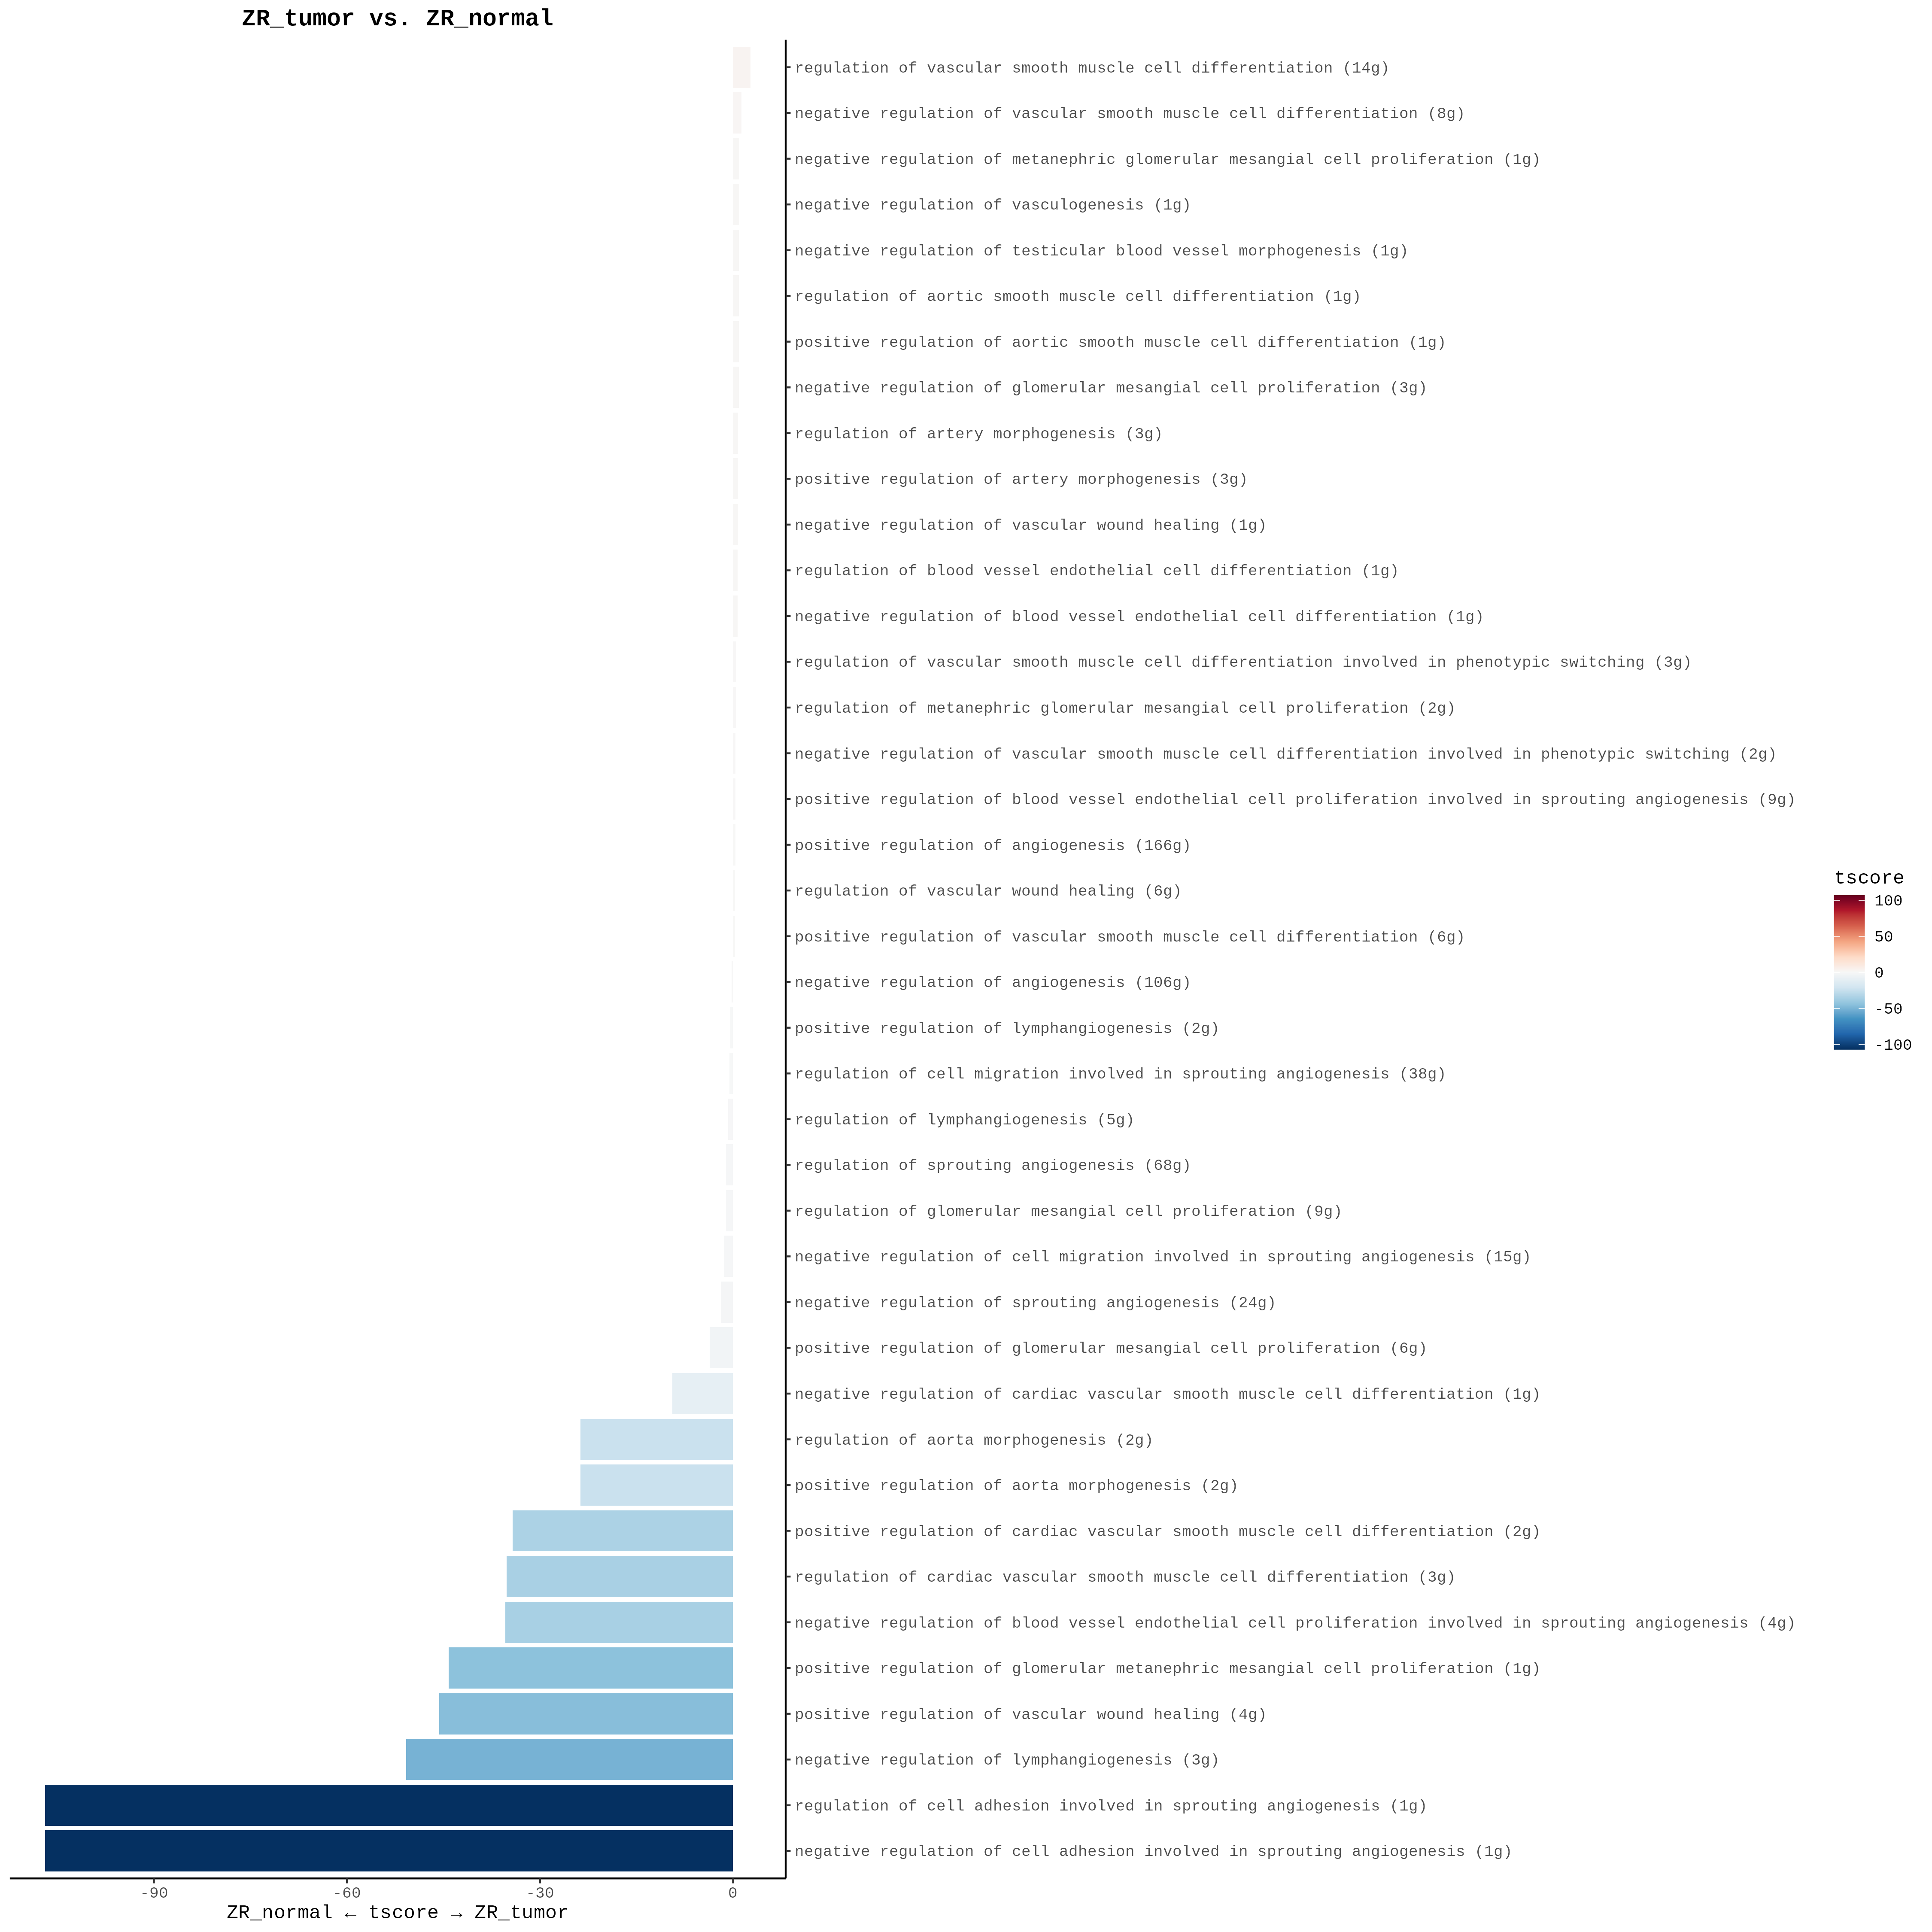 ZR_tumor vs. ZR_normal
regulation of vascular smooth muscle cell differentiation (14g)
negative regulation of vascular smooth muscle cell differentiation (8g)
negative regulation of metanephric glomerular mesangial cell proliferation (1g)
negative regulation of vasculogenesis (1g)
negative regulation of testicular blood vessel morphogenesis (1g)
regulation of aortic smooth muscle cell differentiation (1g)
positive regulation of aortic smooth muscle cell differentiation (1g)
negative regulation of glomerular mesangial cell proliferation (3g)
regulation of artery morphogenesis (3g)
positive regulation of artery morphogenesis (3g)
negative regulation of vascular wound healing (1g)
regulation of blood vessel endothelial cell differentiation (1g)
negative regulation of blood vessel endothelial cell differentiation (1g)
regulation of vascular smooth muscle cell differentiation involved in phenotypic switching (3g)
regulation of metanephric glomerular mesangial cell proliferation (2g)
negative regulation of vascular smooth muscle cell differentiation involved in phenotypic switching (2g)
positive regulation of blood vessel endothelial cell proliferation involved in sprouting angiogenesis (9g)
positive regulation of angiogenesis (166g)
regulation of vascular wound healing (6g)
positive regulation of vascular smooth muscle cell differentiation (6g)
negative regulation of angiogenesis (106g)
positive regulation of lymphangiogenesis (2g)
regulation of cell migration involved in sprouting angiogenesis (38g)
regulation of lymphangiogenesis (5g)
regulation of sprouting angiogenesis (68g)
regulation of glomerular mesangial cell proliferation (9g)
negative regulation of cell migration involved in sprouting angiogenesis (15g)
negative regulation of sprouting angiogenesis (24g)
positive regulation of glomerular mesangial cell proliferation (6g)
negative regulation of cardiac vascular smooth muscle cell differentiation (1g)
regulation of aorta morphogenesis (2g)
positive regulation of aorta morphogenesis (2g)
positive regulation of cardiac vascular smooth muscle cell differentiation (2g)
regulation of cardiac vascular smooth muscle cell differentiation (3g)
negative regulation of blood vessel endothelial cell proliferation involved in sprouting angiogenesis (4g)
positive regulation of glomerular metanephric mesangial cell proliferation (1g)
positive regulation of vascular wound healing (4g)
negative regulation of lymphangiogenesis (3g)
regulation of cell adhesion involved in sprouting angiogenesis (1g)
negative regulation of cell adhesion involved in sprouting angiogenesis (1g)
-90 -60 -30 0
ZR_normal ← tscore → ZR_tumor
tscore
100
50
0
-50
-100